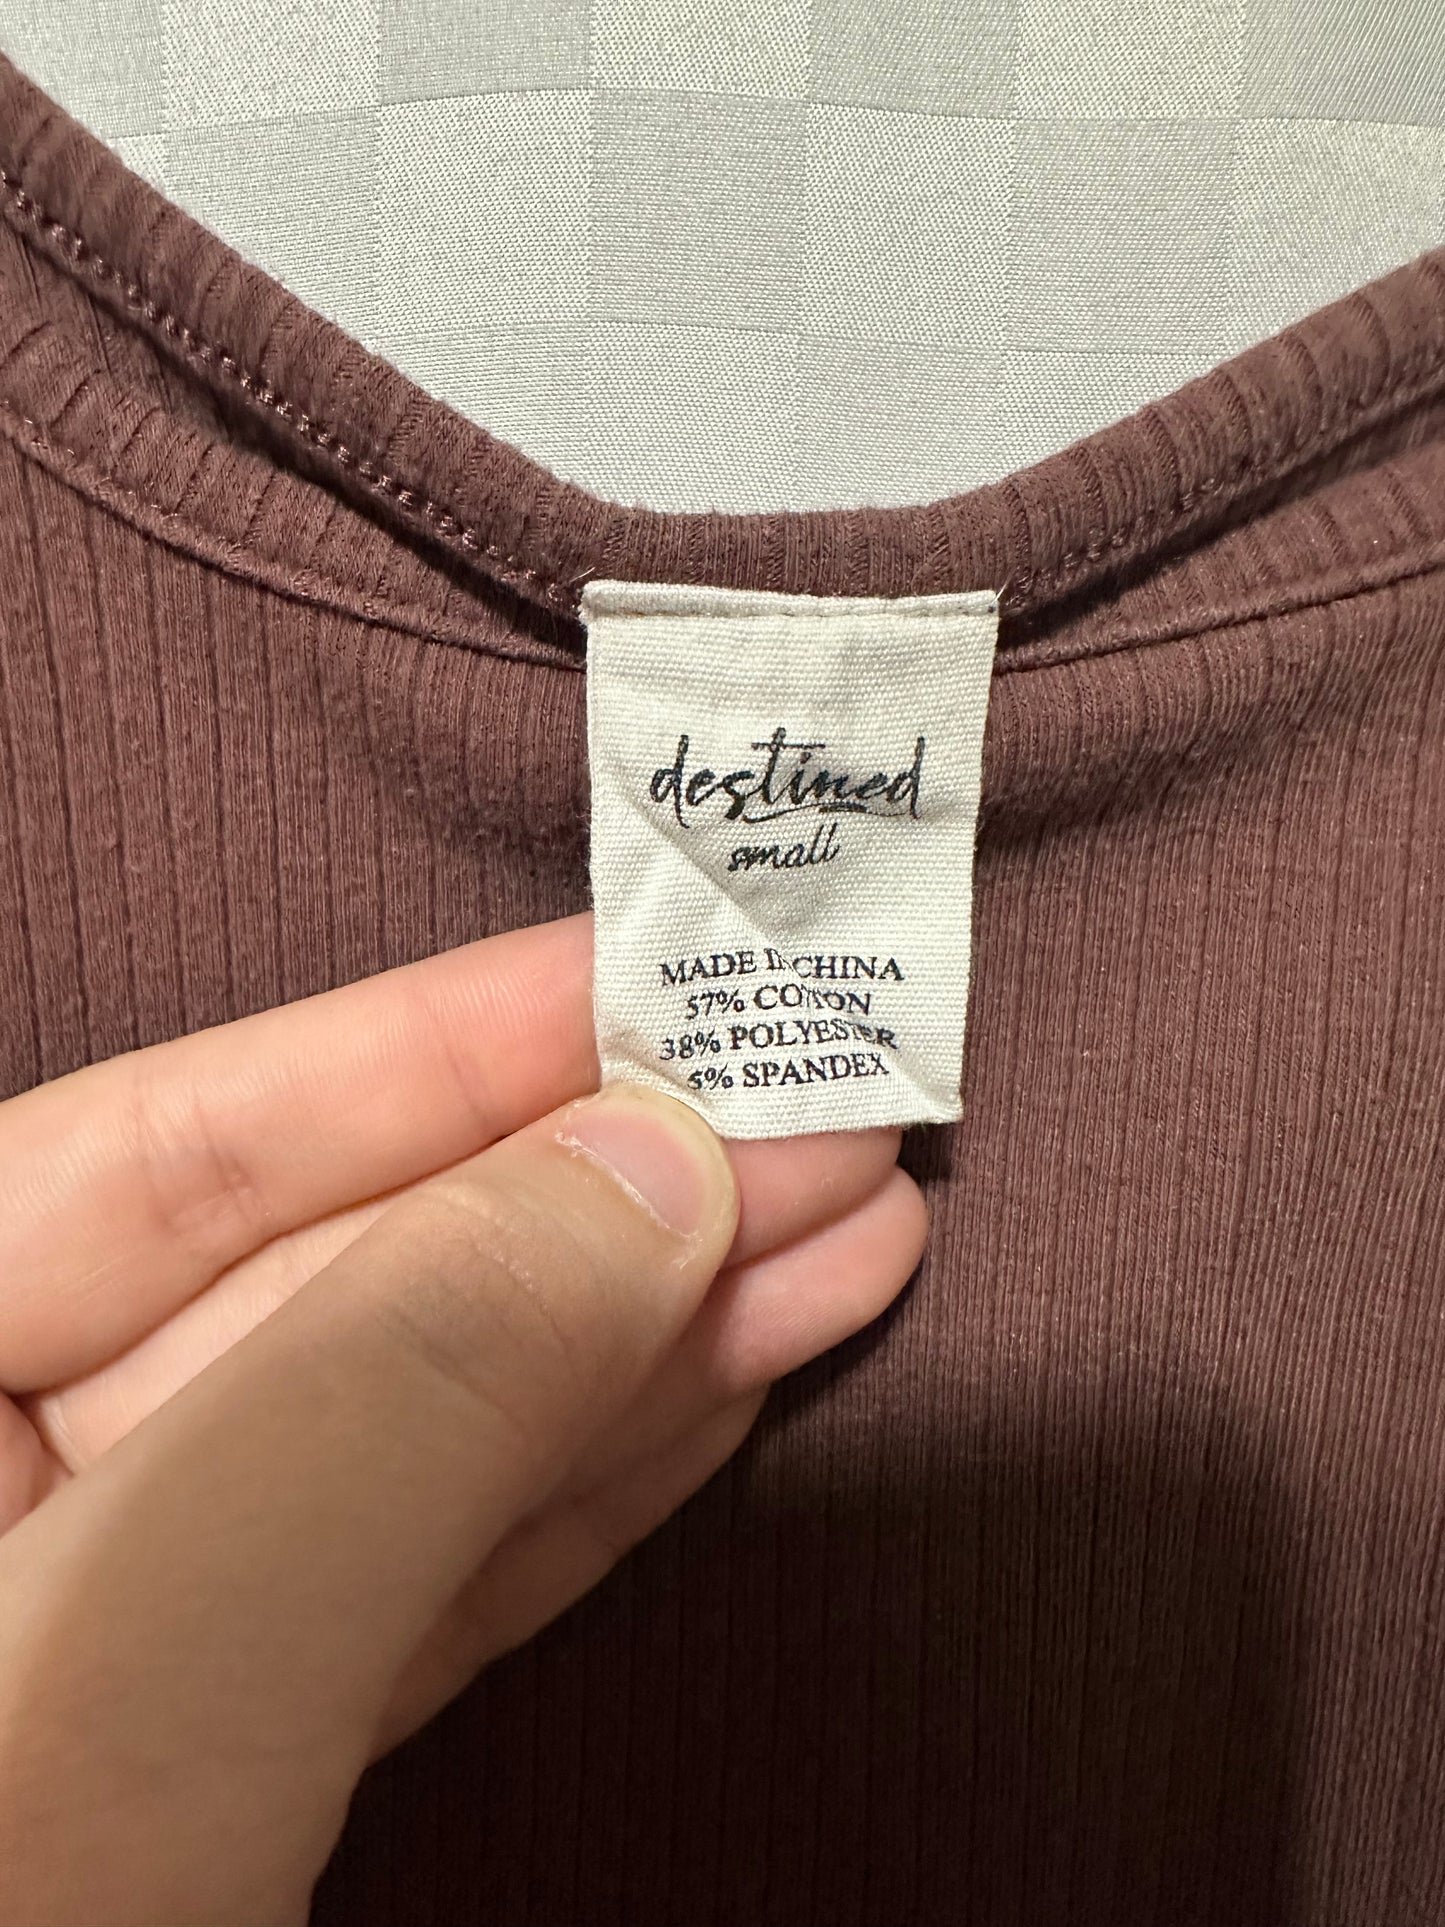 destined
small
MADE IN CHINA
57% COTTON
38% POLYESTER
5% SPANDEX